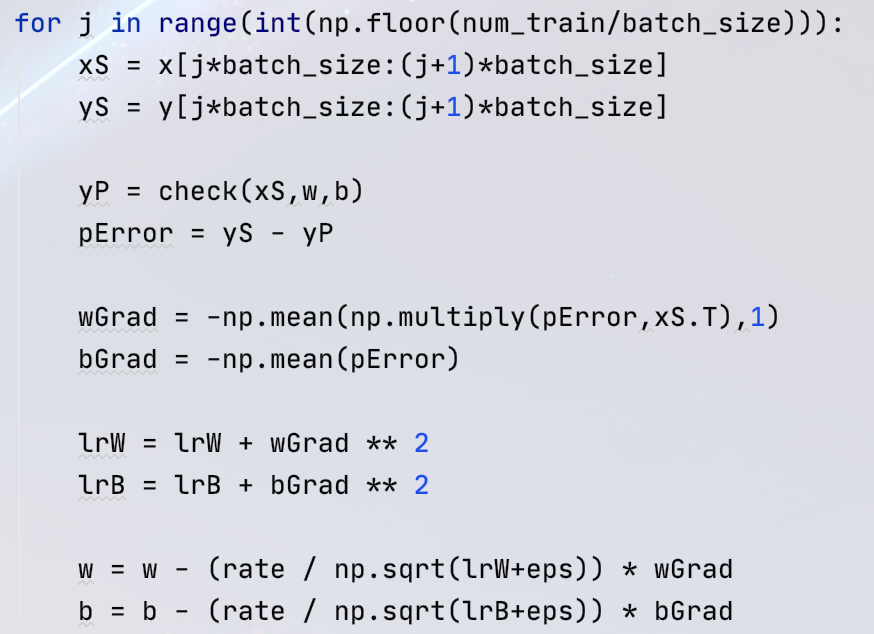 for j in range(int(np.floor(num_train/batch_size))):
    xS = x[j*batch_size:(j+1)*batch_size]
    yS = y[j*batch_size:(j+1)*batch_size]

    yP = check(xS,w,b)
    pError = yS - yP

    wGrad = -np.mean(np.multiply(pError,xS.T),1)
    bGrad = -np.mean(pError)

    lrW = lrW + wGrad ** 2
    lrB = lrB + bGrad ** 2

    w = w - (rate / np.sqrt(lrW+eps)) * wGrad
    b = b - (rate / np.sqrt(lrB+eps)) * bGrad